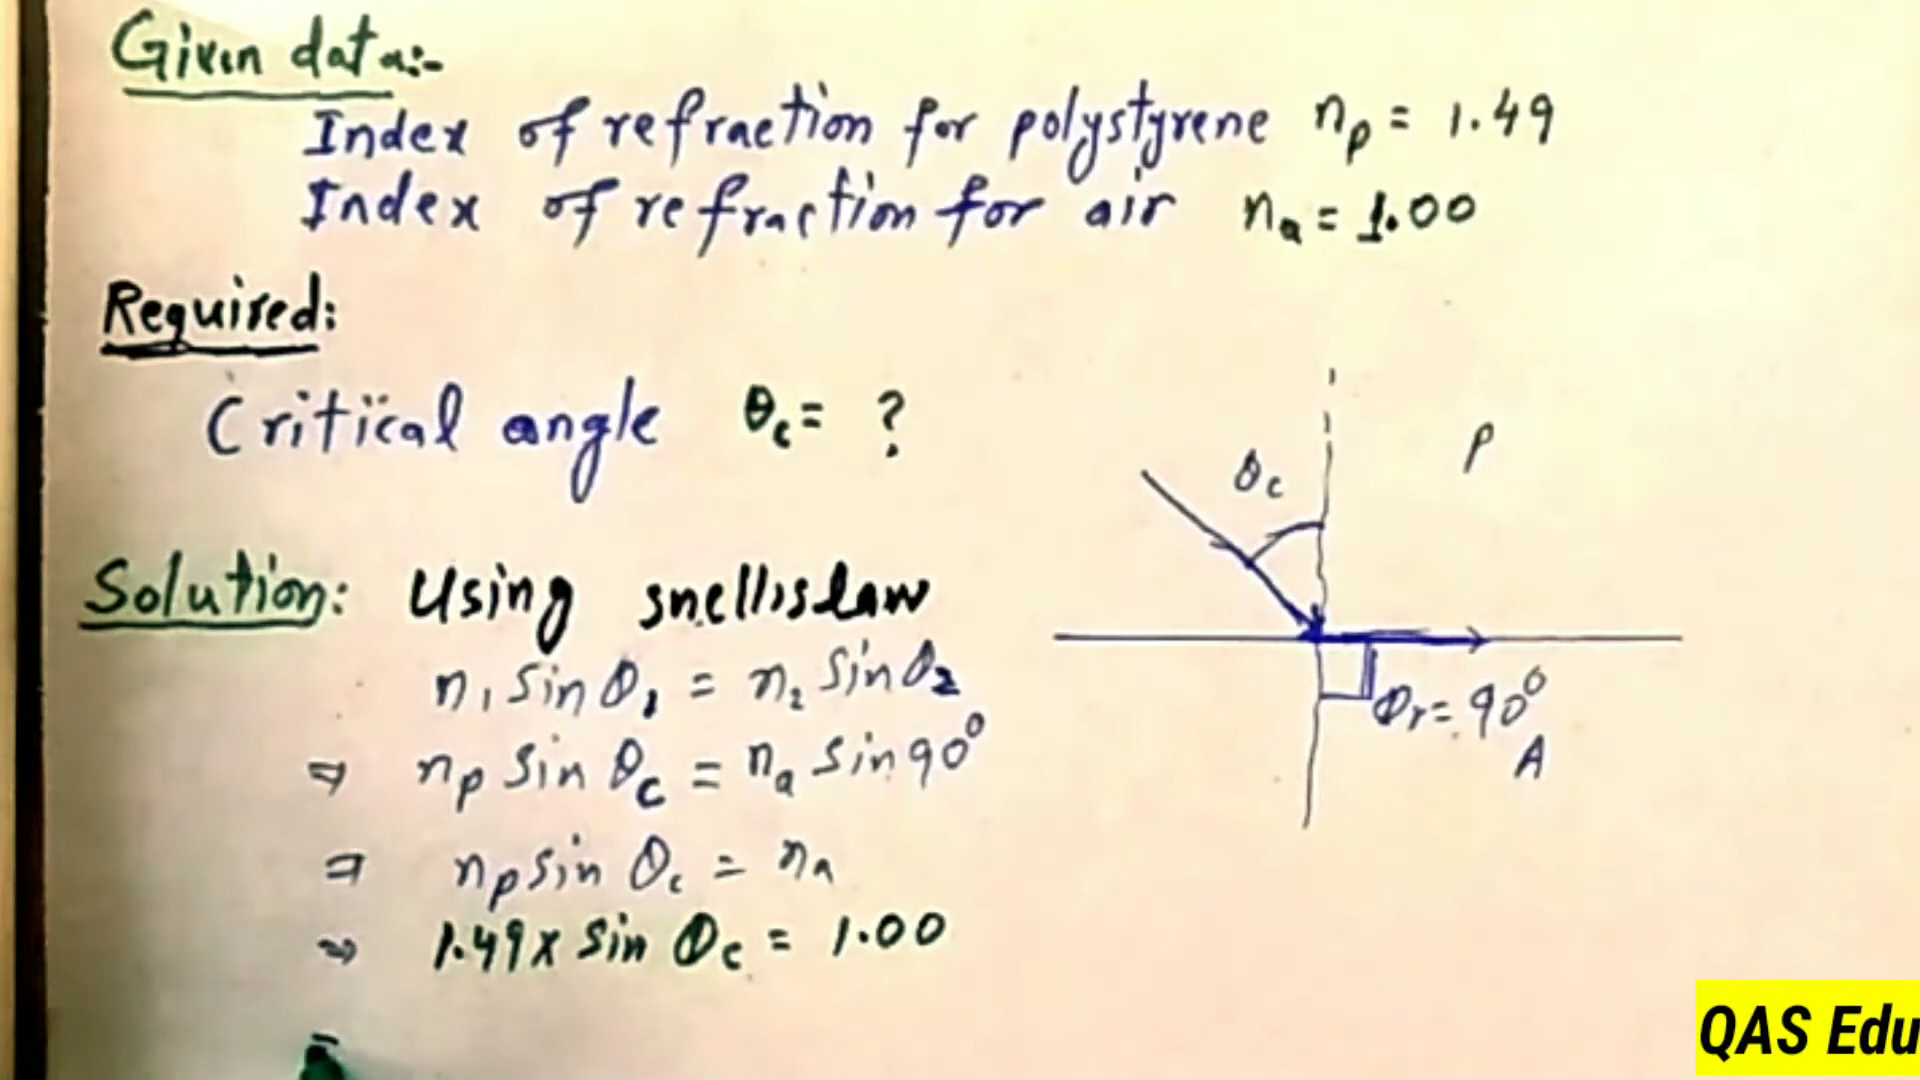 Given data:-
Index of refraction for polystyrene np = 1.49
Index of refraction for air na = 1.00
Required:
Critical angle θc = ?
θc
P
Solution: Using snell's law
n1 sin θ1 = n2 sin θ2
⇒ np sin θc = na sin 90°
⇒ np sin θc = na
⇒ 1.49 x sin θc = 1.00
θr = 90°
A
QAS Edu